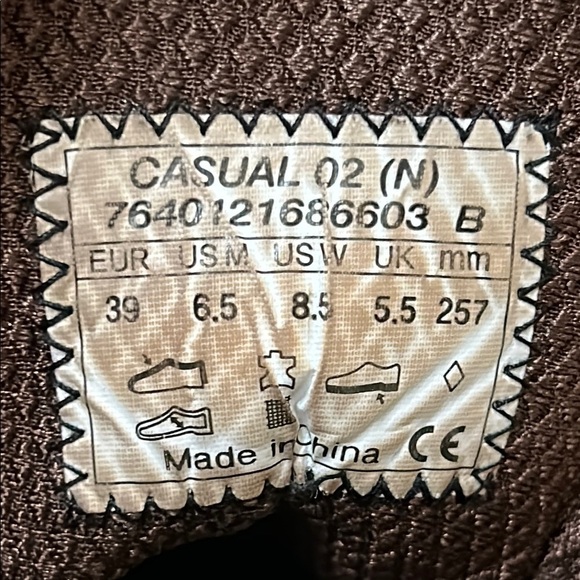 CASUAL 02 (N)
7640121686603 B
EUR US M US W UK mm
39 6.5 8.5 5.5 257
Made in China CE